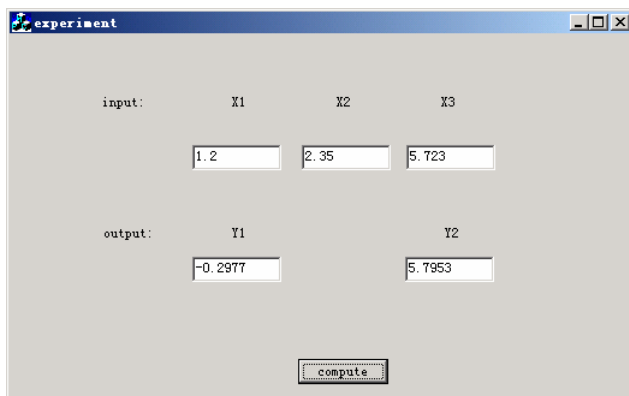 experiment
input: X1 X2 X3
1.2 2.35 5.723
output: Y1 Y2
-0.2977 5.7953
compute